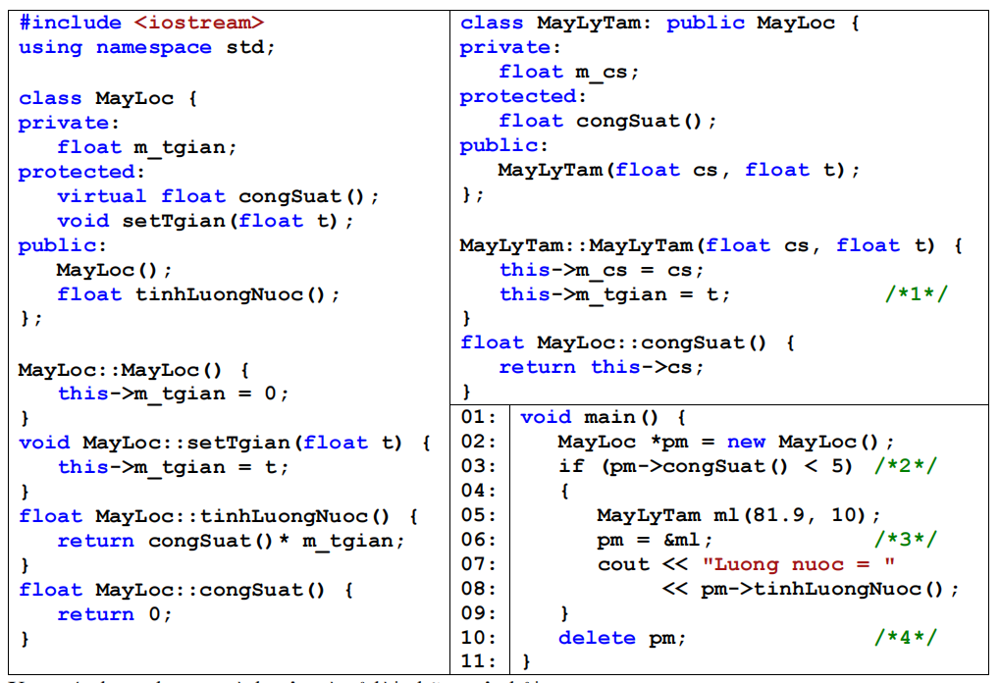 #include <iostream>
using namespace std;
class MayLoc {
private:
float m_tgian;
protected:
virtual float congSuat();
void setTgian(float t);
public:
MayLoc();
float tinhLuongNuoc();
};
MayLoc::MayLoc() {
this->m_tgian = 0;
}
void MayLoc::setTgian(float t) {
this->m_tgian = t;
}
float MayLoc::tinhLuongNuoc() {
return congSuat()* m_tgian;
}
float MayLoc::congSuat() {
return 0;
}
class MayLyTam: public MayLoc {
private:
float m_cs;
protected:
float congSuat();
public:
MayLyTam(float cs, float t);
};
MayLyTam::MayLyTam(float cs, float t) {
this->m_cs = cs;
this->m_tgian = t; /*1*/
}
float MayLoc::congSuat() {
return this->cs;
}
01: void main() {
02: MayLoc *pm = new MayLoc();
03: if (pm->congSuat() < 5) /*2*/
04: {
05: MayLyTam ml(81.9, 10);
06: pm = &ml; /*3*/
07: cout << "Luong nuoc = "
08: << pm->tinhLuongNuoc();
09: }
10: delete pm; /*4*/
11: }